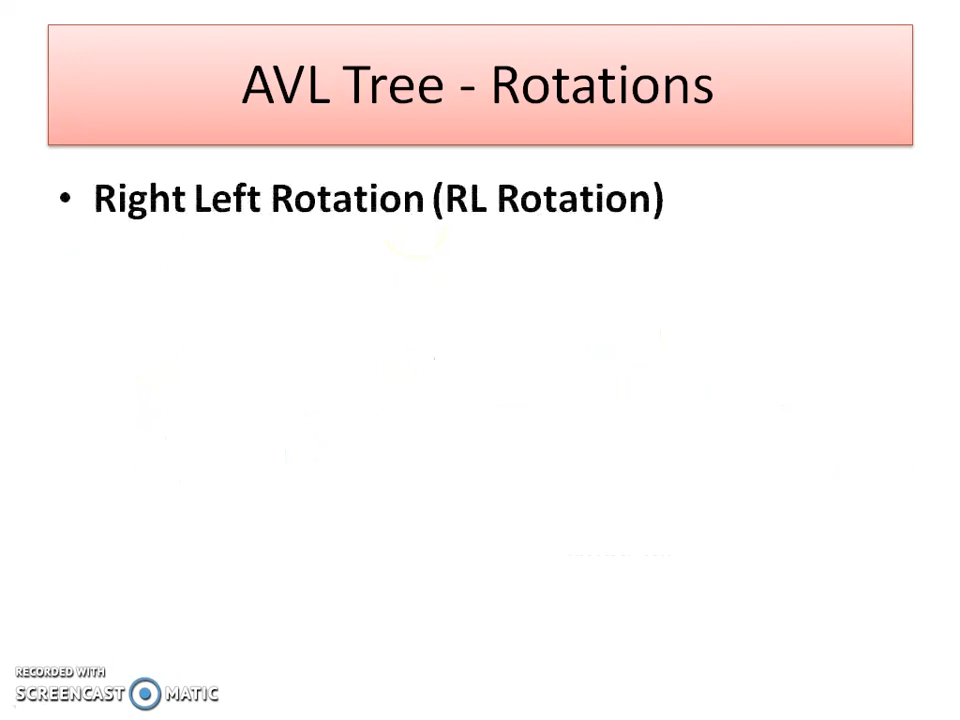 AVL Tree - Rotations
• Right Left Rotation (RL Rotation)
RECORDED WITH
SCREENCAST MATIC